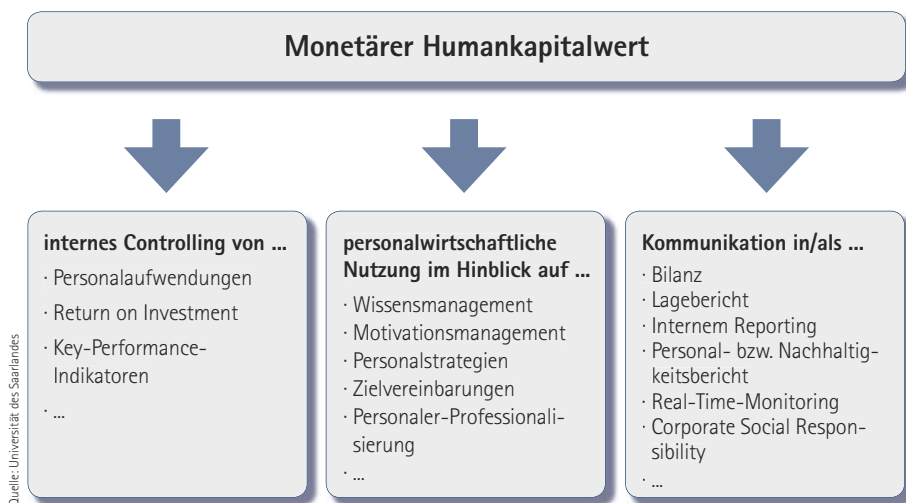 Monetärer Humankapitalwert
internes Controlling von ...
· Personalaufwendungen
· Return on Investment
· Key-Performance-
Indikatoren
· ...
personalwirtschaftliche
Nutzung im Hinblick auf ...
· Wissensmanagement
· Motivationsmanagement
· Personalstrategien
· Zielvereinbarungen
· Personaler-Professionali-
sierung
· ...
Kommunikation in/als ...
· Bilanz
· Lagebericht
· Internem Reporting
· Personal- bzw. Nachhaltig-
keitsbericht
· Real-Time-Monitoring
· Corporate Social Respon-
sibility
· ...
Quelle: Universität des Saarlandes